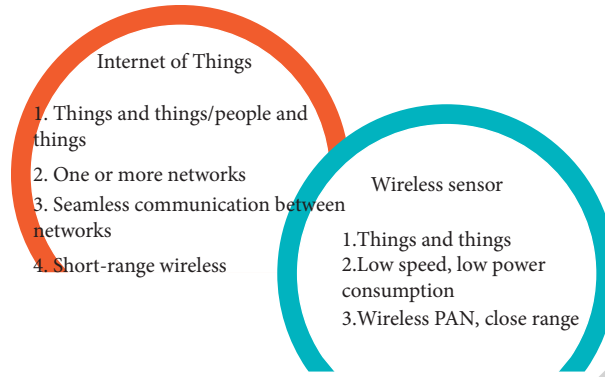 Internet of Things
1. Things and things/people and
things
2. One or more networks
3. Seamless communication between
networks
4. Short-range wireless
Wireless sensor
1.Things and things
2.Low speed, low power
consumption
3.Wireless PAN, close range